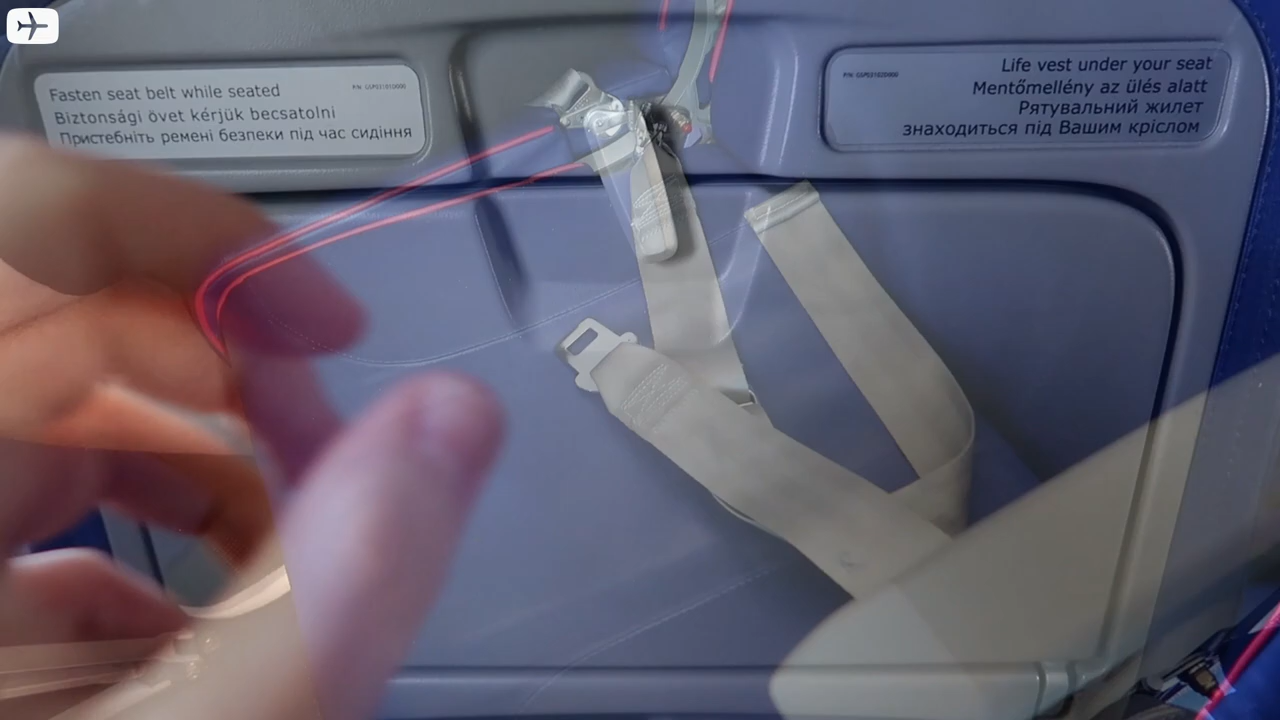 Fasten seat belt while seated
Biztonsági övet kérjük becsatolni
Пристебніть ремені безпеки під час сидіння
Life vest under your seat
Mentőmellény az ülés alatt
Рятувальний жилет
знаходиться під Вашим кріслом